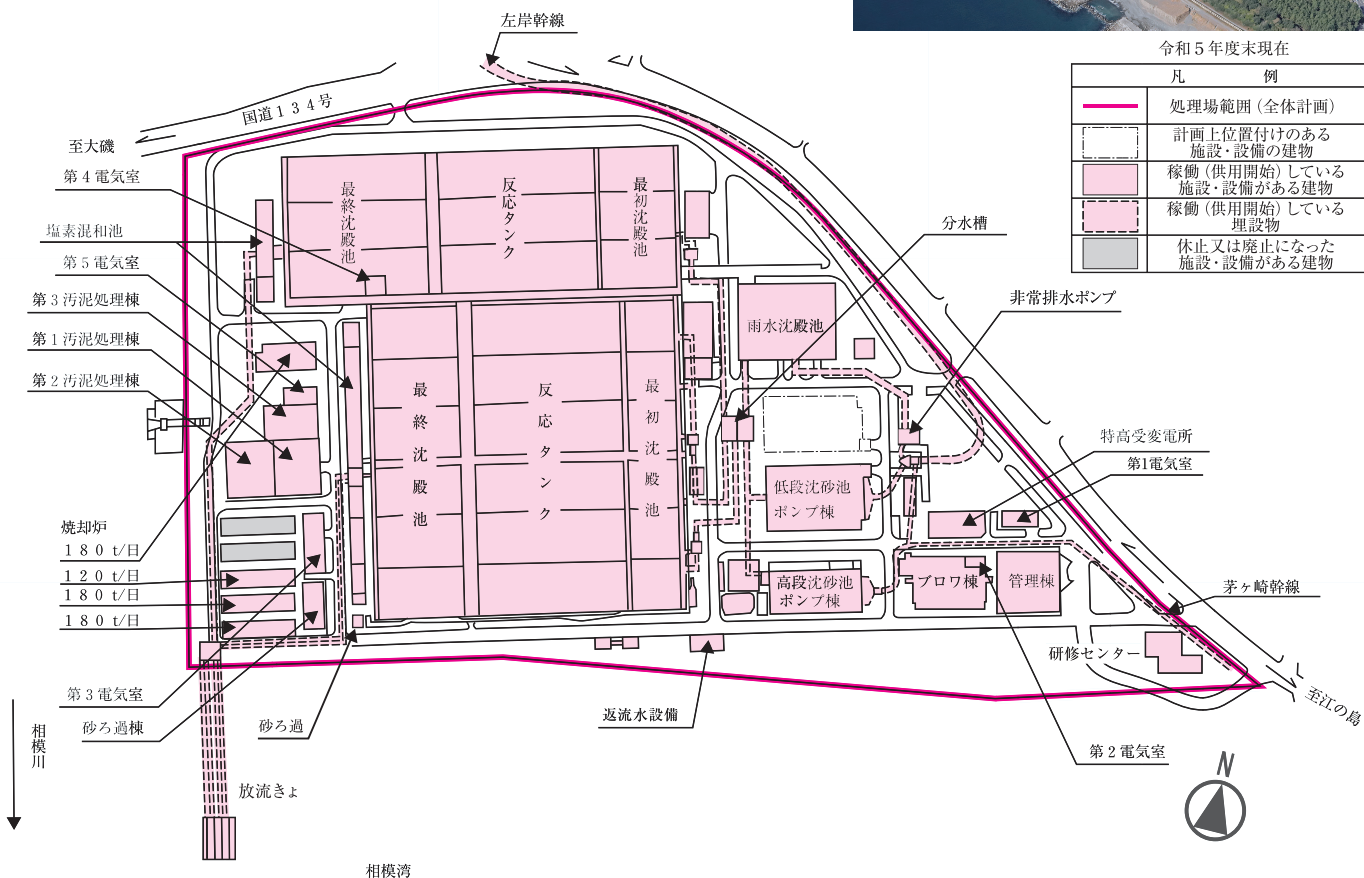 左岸幹線
国道134号
至大磯
令和5年度末現在
凡 例
処理場範囲(全体計画)
計画上位置付けのある
施設・設備の建物
稼働(供用開始)している
施設・設備がある建物
稼働(供用開始)している
埋設物
休止又は廃止になった
施設・設備がある建物
第4電気室
塩素混和池
第5電気室
第3汚泥処理棟
第1汚泥処理棟
第2汚泥処理棟
最終沈殿池
反応タンク
最初沈殿池
分水槽
非常排水ポンプ
雨水沈殿池
最終沈殿池
反応タンク
最初沈殿池
特高受変電所
第1電気室
低段沈砂池
ポンプ棟
高段沈砂池
ポンプ棟
ブロワ棟
管理棟
茅ヶ崎幹線
研修センター
至江の島
焼却炉
180 t/日
120 t/日
180 t/日
180 t/日
第3電気室
砂ろ過棟
砂ろ過
返流水設備
第2電気室
相模川
放流きょ
相模湾
N